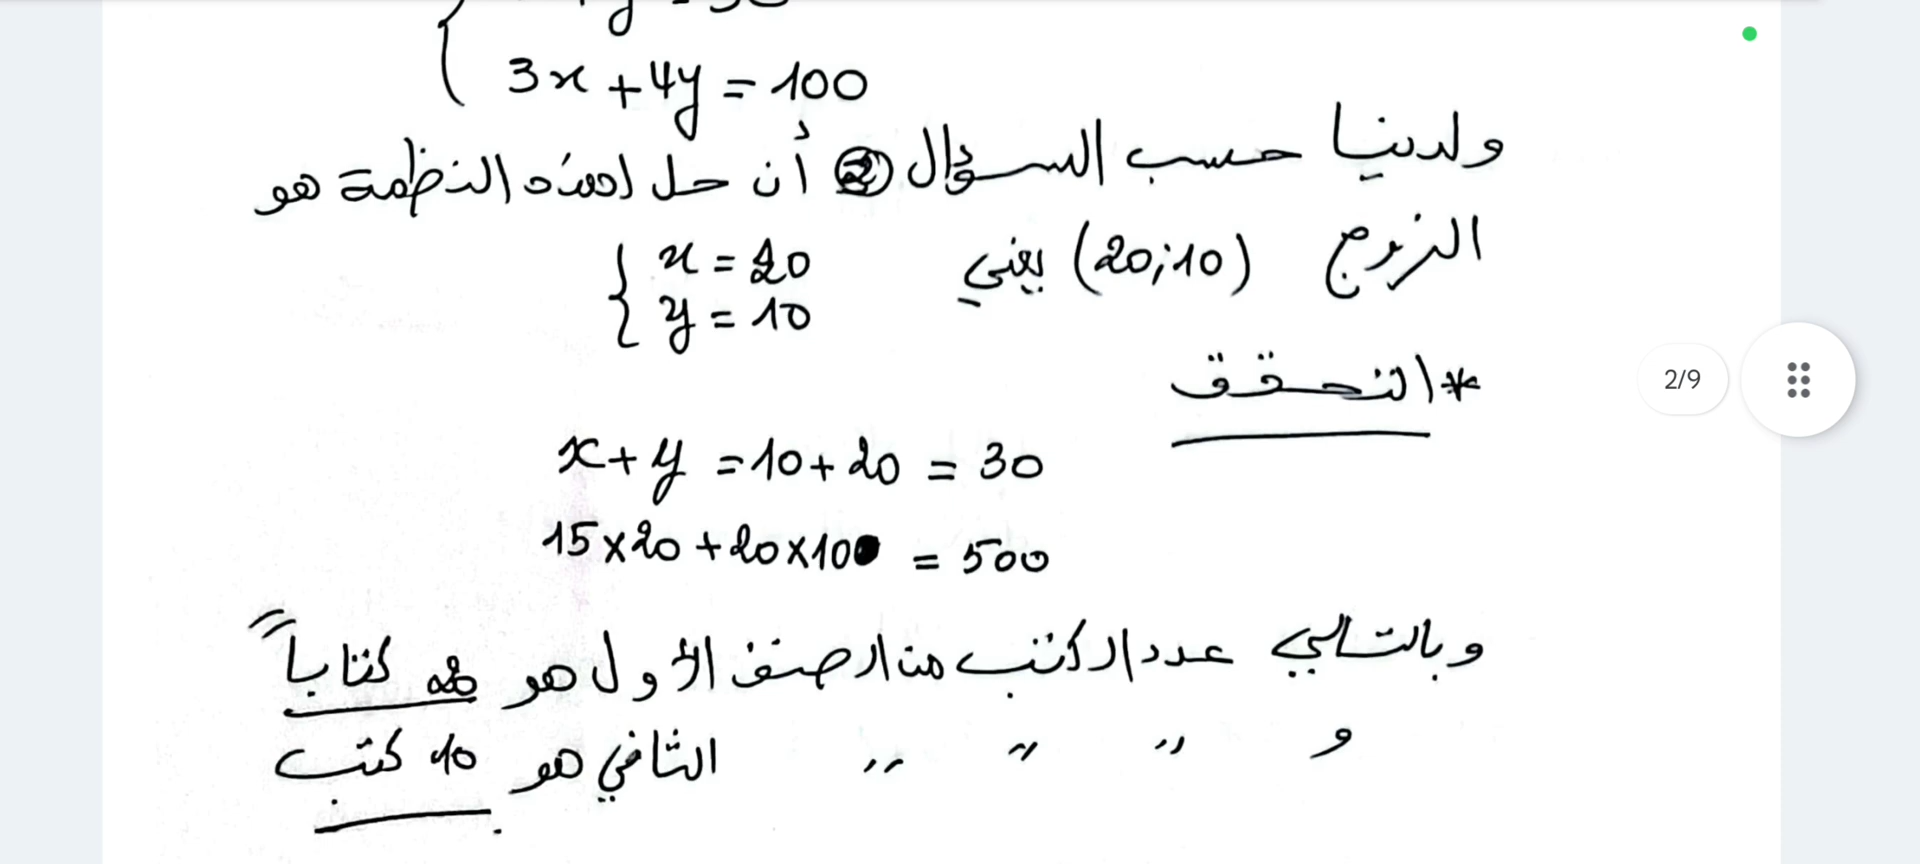 3x + 4y = 100
ولدينا حسب السؤال ② أن حل هذه النظمة هو
الزوج (20;10) يعني { x = 20
y = 10
* التحقق
x + y = 10 + 20 = 30
15 x 20 + 20 x 10 = 500
وبالتالي عدد الكتب من الصنف الأول هو 20 كتاباً
و " " " الثاني هو 10 كتب.
2/9